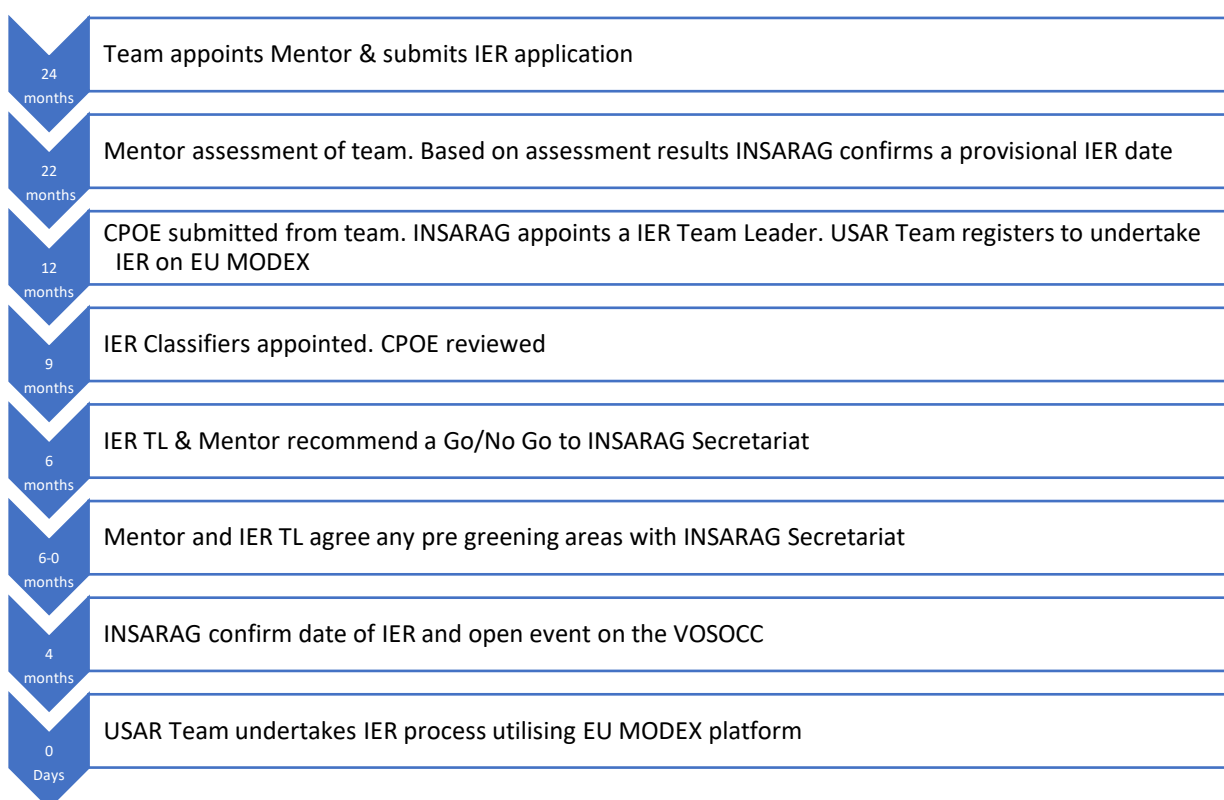 24
months
Team appoints Mentor & submits IER application
22
months
Mentor assessment of team. Based on assessment results INSARAG confirms a provisional IER date
12
months
CPOE submitted from team. INSARAG appoints a IER Team Leader. USAR Team registers to undertake
IER on EU MODEX
9
months
IER Classifiers appointed. CPOE reviewed
6
months
IER TL & Mentor recommend a Go/No Go to INSARAG Secretariat
6-0
months
Mentor and IER TL agree any pre greening areas with INSARAG Secretariat
4
months
INSARAG confirm date of IER and open event on the VOSOCC
0
Days
USAR Team undertakes IER process utilising EU MODEX platform